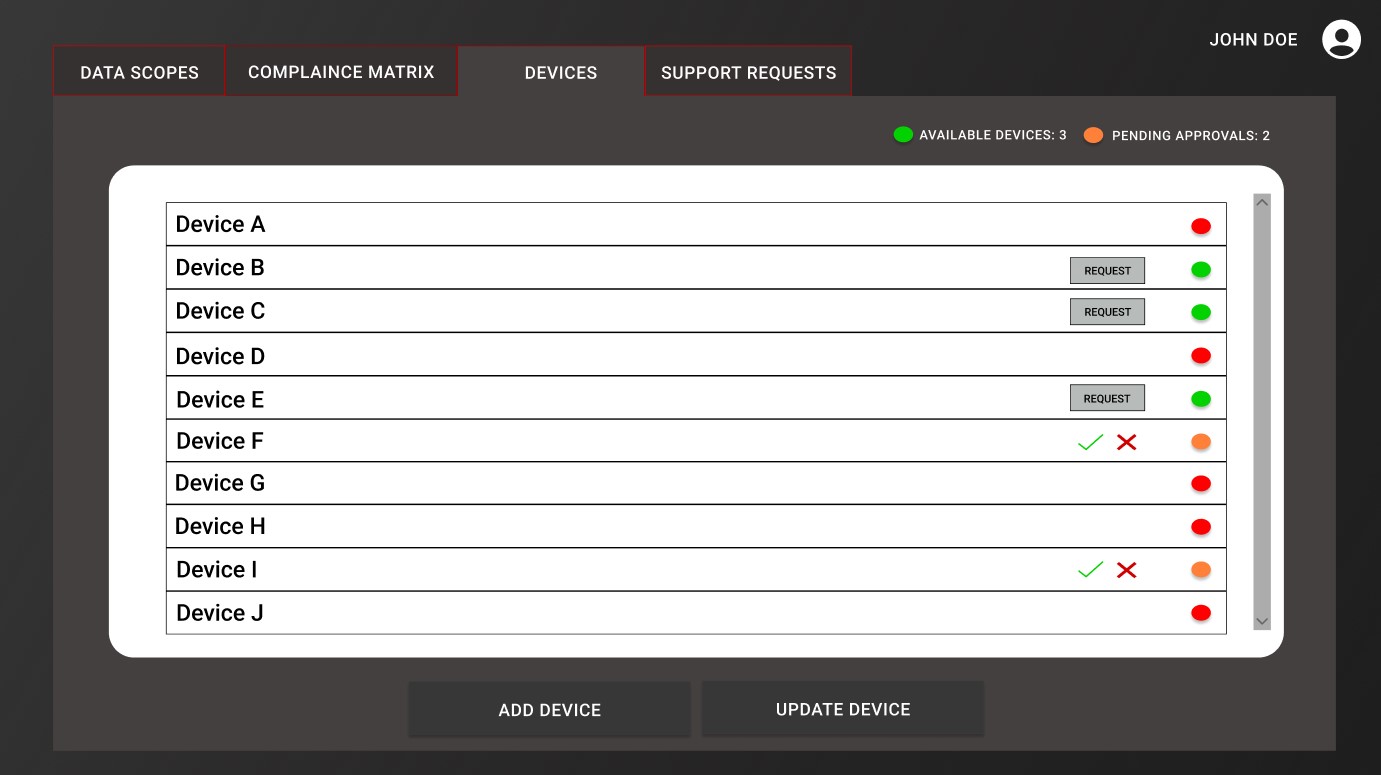 JOHN DOE
DATA SCOPES
COMPLAINCE MATRIX
DEVICES
SUPPORT REQUESTS
AVAILABLE DEVICES: 3
PENDING APPROVALS: 2
Device A
Device B
REQUEST
Device C
REQUEST
Device D
Device E
REQUEST
Device F
Device G
Device H
Device I
Device J
ADD DEVICE
UPDATE DEVICE